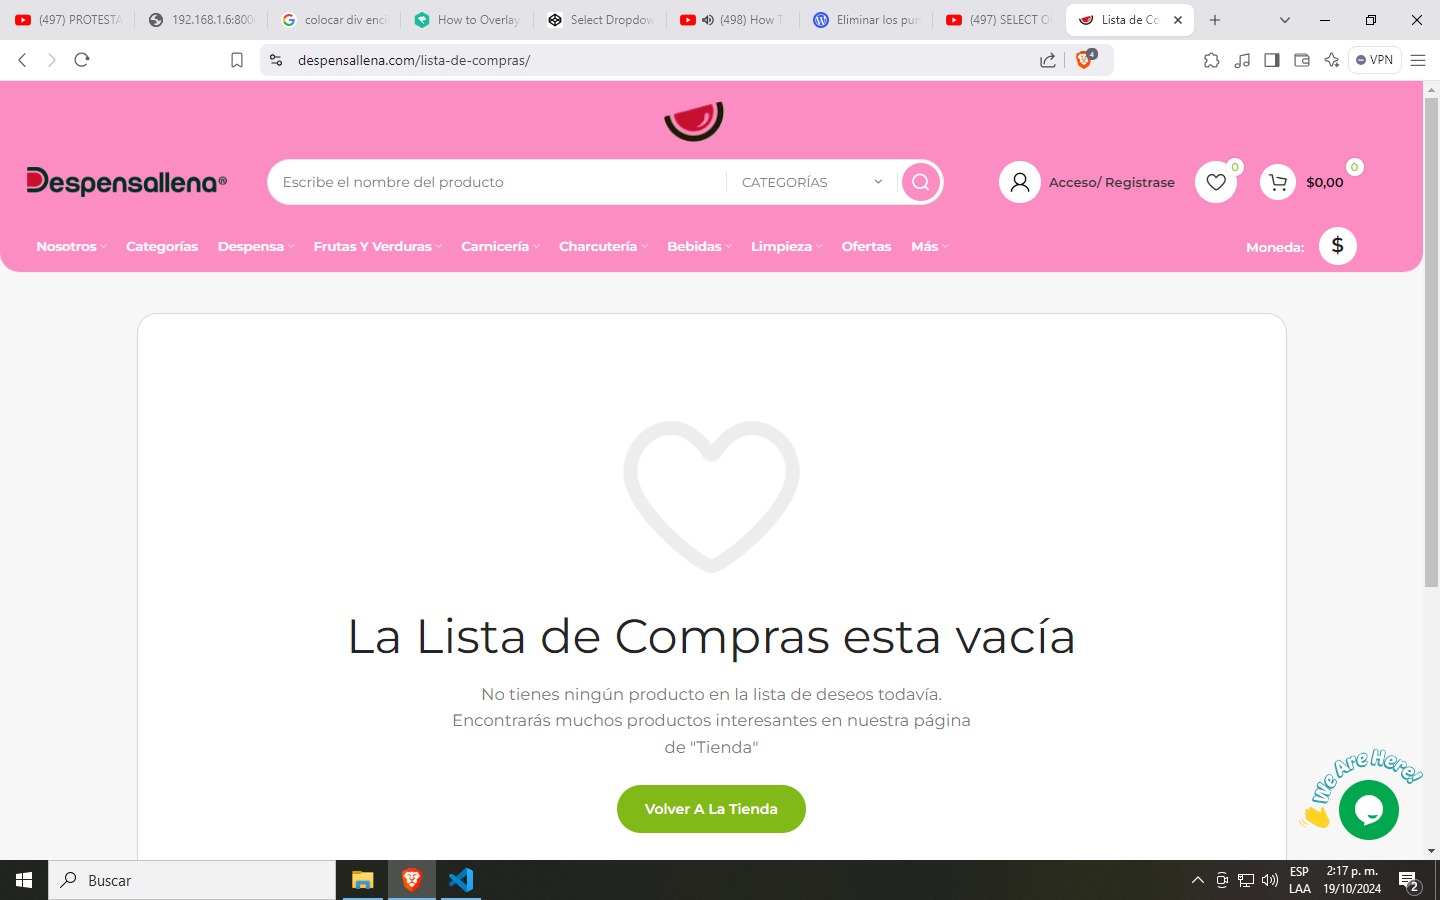 (497) PROTESTA
192.168.1.6:800
colocar div enci
How to Overlay
Select Dropdow
(498) How T
Eliminar los pun
(497) SELECT O
Lista de Co
despensallena.com/lista-de-compras/
4
VPN
Despensallena®
Escribe el nombre del producto
CATEGORÍAS
Acceso/ Registrase
0
$0,00
0
Nosotros
Categorías
Despensa
Frutas Y Verduras
Carnicería
Charcutería
Bebidas
Limpieza
Ofertas
Más
Moneda:
$
La Lista de Compras esta vacía
No tienes ningún producto en la lista de deseos todavía.
Encontrarás muchos productos interesantes en nuestra página
de "Tienda"
Volver A La Tienda
We Are Here!
Buscar
ESP
LAA
2:17 p. m.
19/10/2024
2